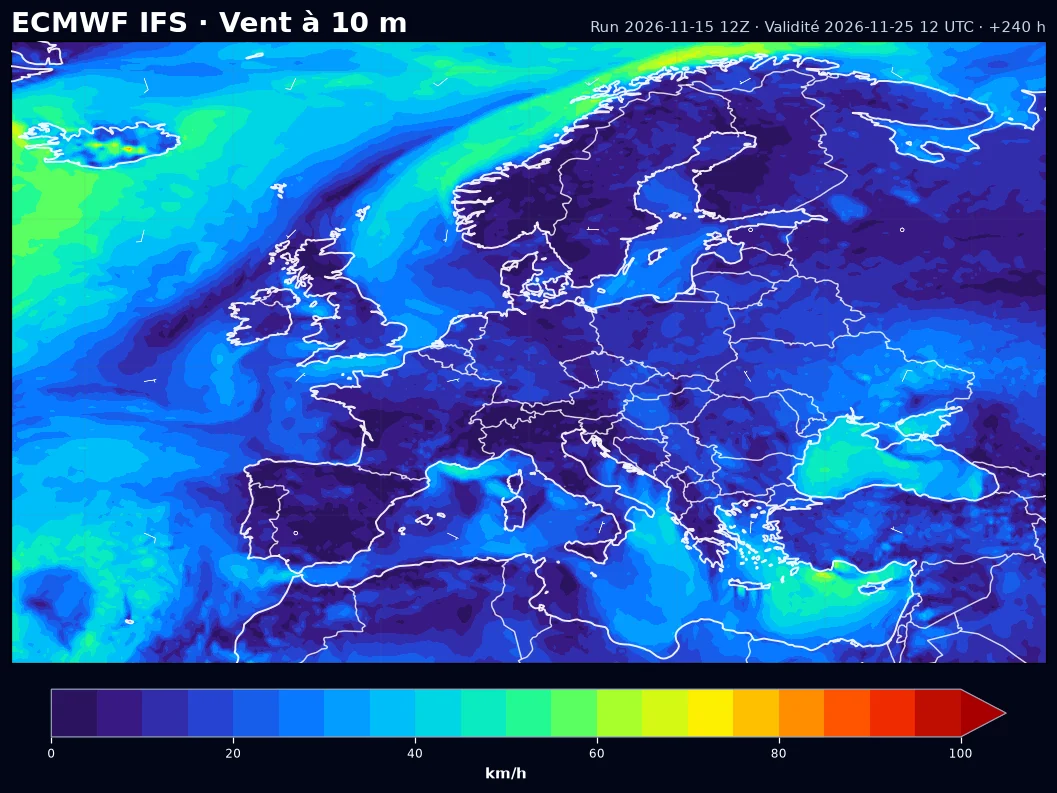 ECMWF IFS · Vent à 10 m
Run 2026-11-15 12Z · Validité 2026-11-25 12 UTC · +240 h
0 20 40 60 80 100
km/h